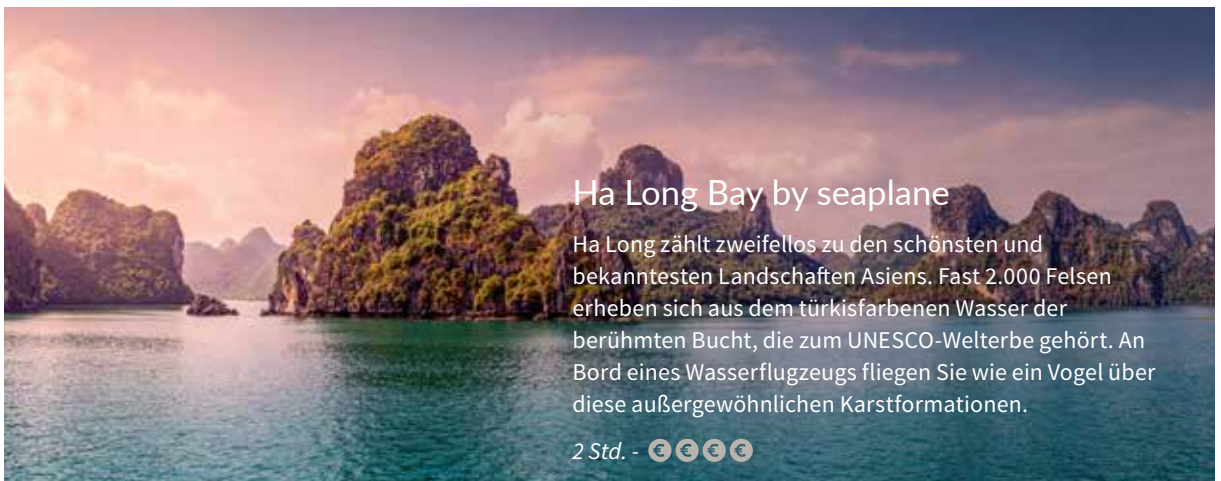 Ha Long Bay by seaplane
Ha Long zählt zweifellos zu den schönsten und
bekanntesten Landschaften Asiens. Fast 2.000 Felsen
erheben sich aus dem türkisfarbenen Wasser der
berühmten Bucht, die zum UNESCO-Welterbe gehört. An
Bord eines Wasserflugzeugs fliegen Sie wie ein Vogel über
diese außergewöhnlichen Karstformationen.
2 Std. - € € € €